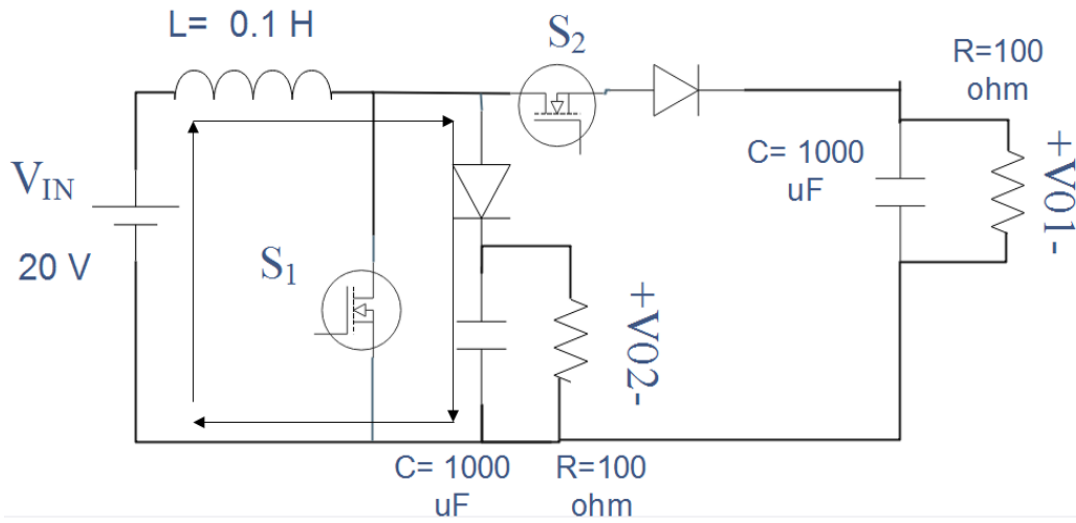 L= 0.1 H
S2
R=100
ohm
VIN
20 V
C= 1000
uF
+V01-
S1
+V02-
C= 1000
uF
R=100
ohm